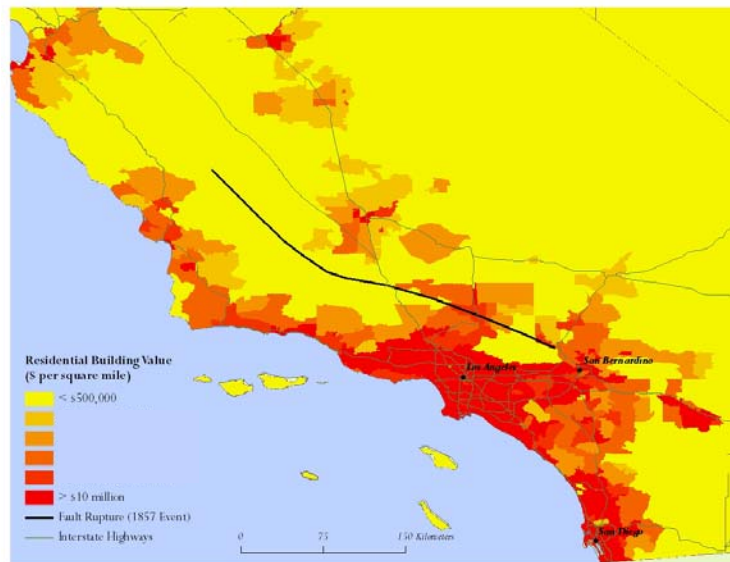 Los Angeles
San Bernardino
San Diego
Residential Building Value
($ per square mile)
< $500,000
> $10 million
Fault Rupture (1857 Event)
Interstate Highways
0 75 150 Kilometers